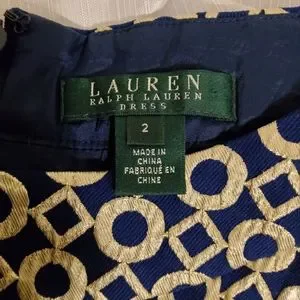 LAUREN
RALPH LAUREN
DRESS
2
MADE IN
CHINA
FABRIQUÉ EN
CHINE